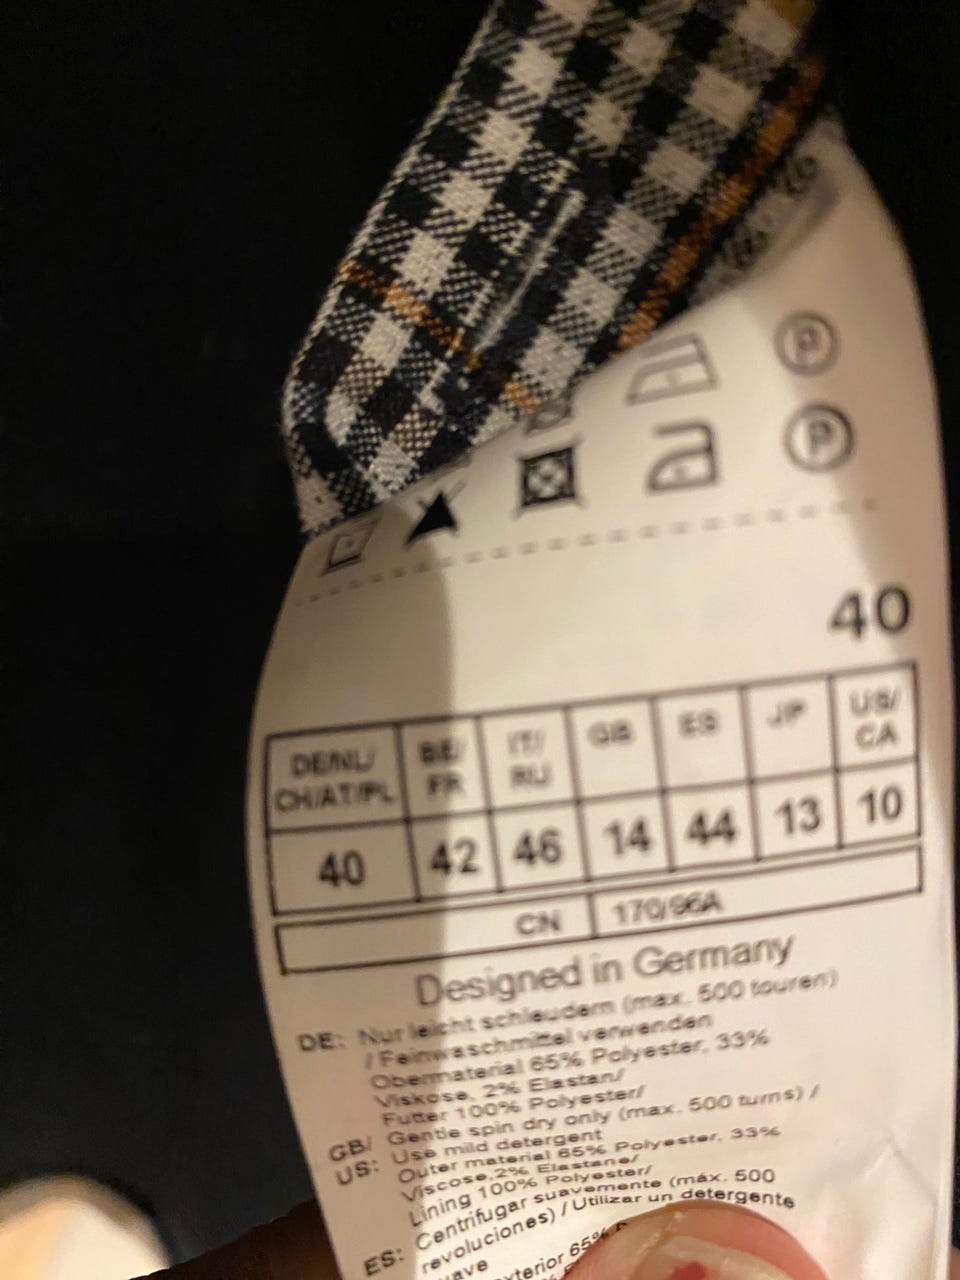 P
P
40
DE/NL/ CH/AT/PL BE/ FR IT/ RU GB ES JP US/ CA
40 42 46 14 44 13 10
CN 170/96A
Designed in Germany
DE: Nur leicht schleudern (max. 500 touren)
/ Feinwaschmittel verwenden
Obermaterial 65% Polyester, 33%
Viskose, 2% Elastan/
Futter 100% Polyester/
GB/ US: Gentle spin dry only (max. 500 turns) /
Use mild detergent
Outer material 65% Polyester, 33%
Viscose,2% Elastane/
Lining 100% Polyester/
ES: Centrifugar suavemente (máx. 500
revoluciones) / Utilizar un detergente
65%